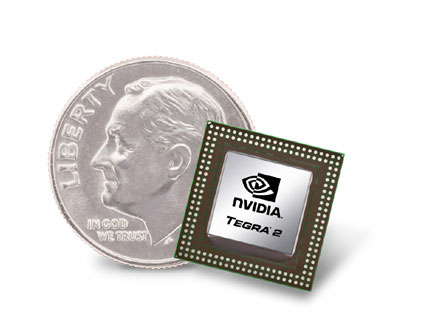 LIBERTY
IN GOD
WE TRUST
NVIDIA
TEGRA 2